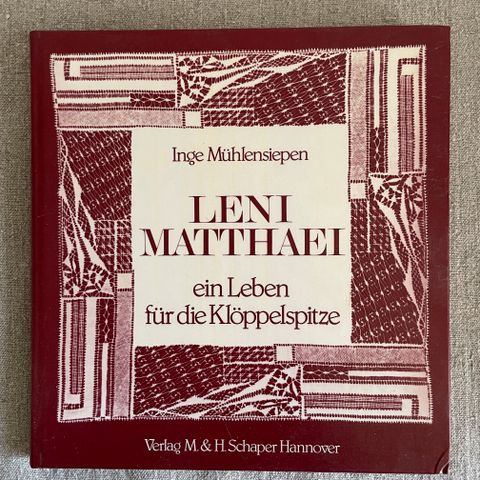 Inge Mühlensiepen
LENI
MATTHAEI
ein Leben
für die Klöppelspitze
Verlag M. & H. Schaper Hannover